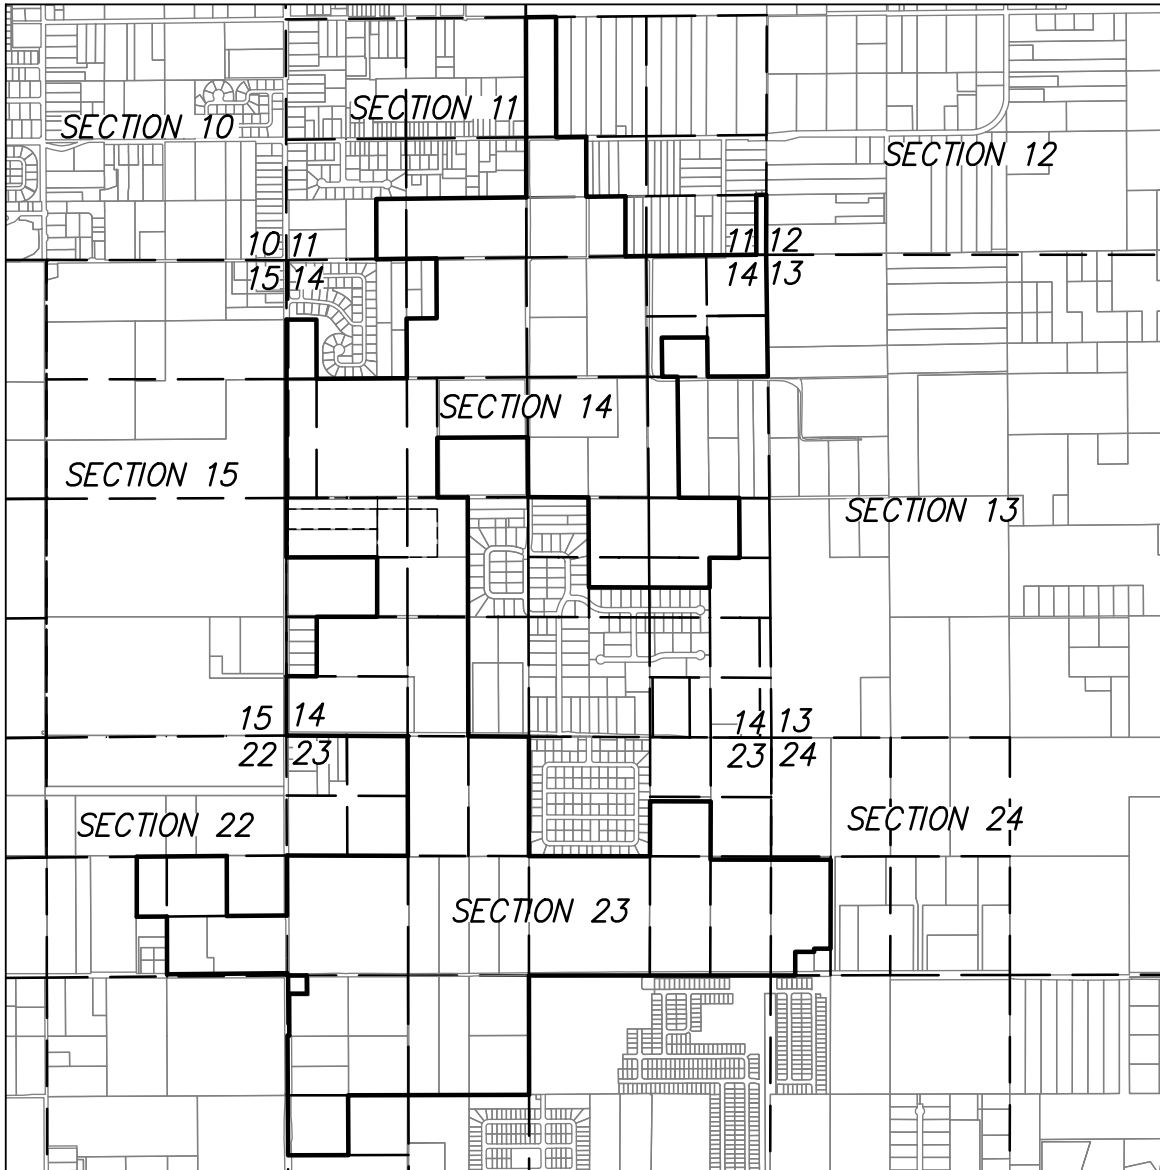 SECTION 11
SECTION 10
SECTION 12
10 11
11 12
15 14
14 13
SECTION 14
SECTION 15
SECTION 13
15 14
14 13
22 23
23 24
SECTION 22
SECTION 24
SECTION 23